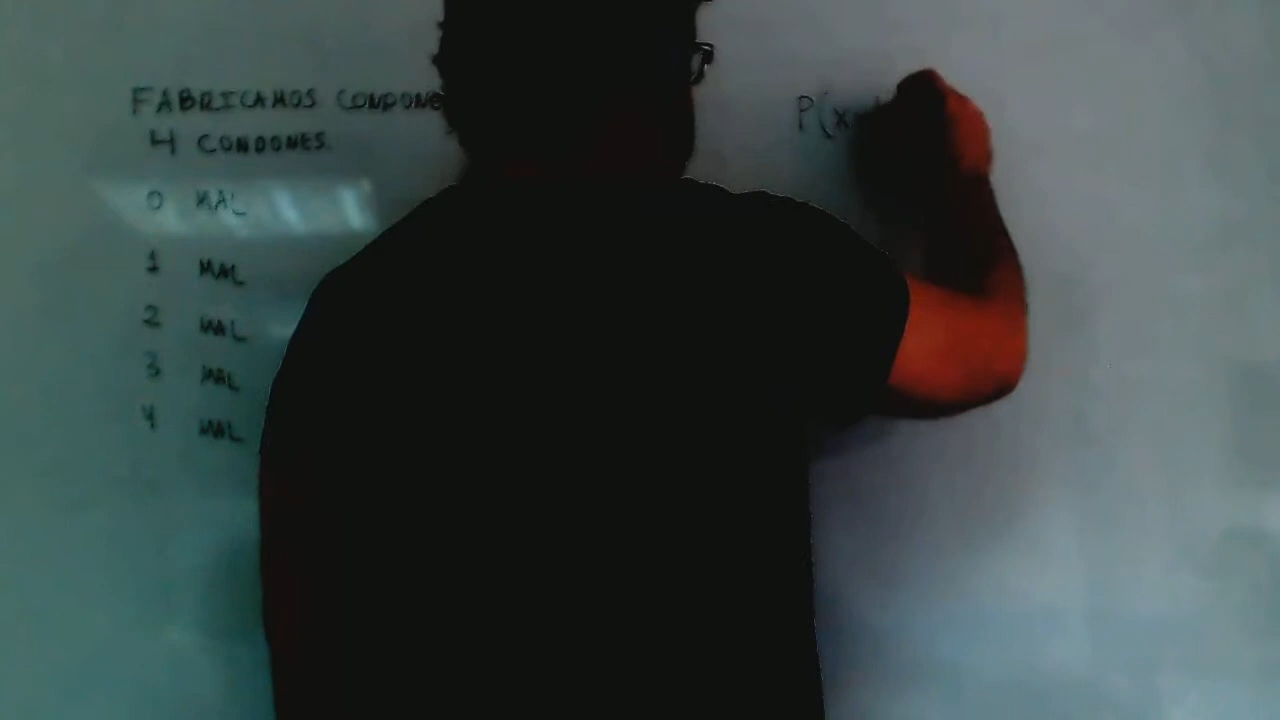 FABRICAMOS CONDONE
4 CONDONES.
0 MAL
1 MAL
2 MAL
3 MAL
4 MAL
P(x